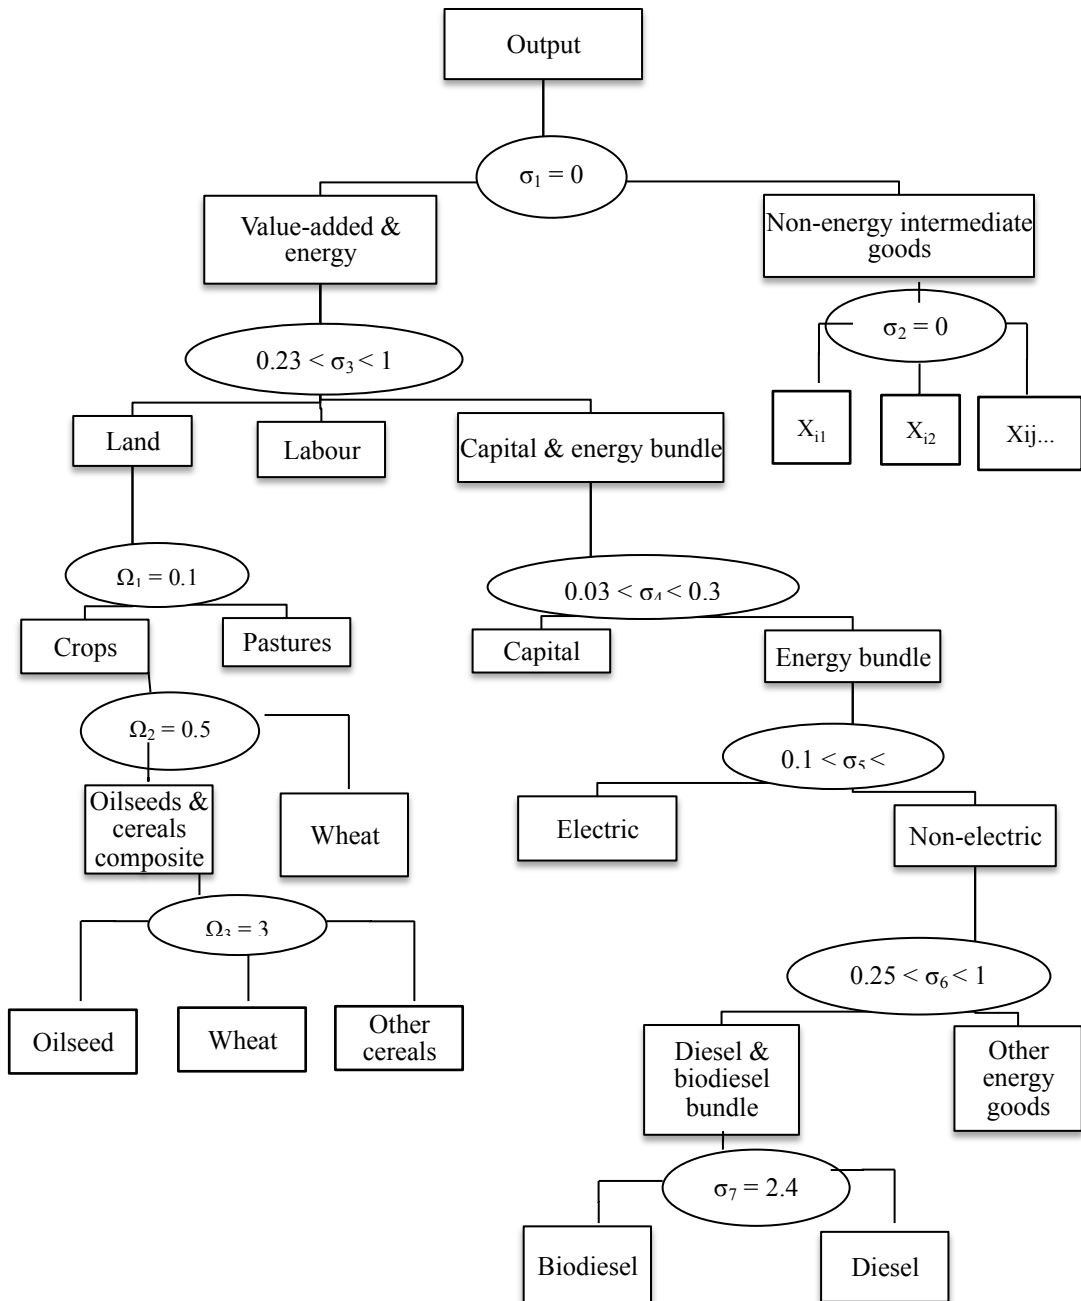 Output
σ1 = 0
Value-added &
energy
Non-energy intermediate
goods
0.23 < σ3 < 1
σ2 = 0
Land
Labour
Capital & energy bundle
Xi1
Xi2
Xij...
Ω1 = 0.1
0.03 < σ4 < 0.3
Crops
Pastures
Capital
Energy bundle
Ω2 = 0.5
0.1 < σ5 <
Oilseeds &
cereals
composite
Wheat
Electric
Non-electric
Ω3 = 3
0.25 < σ6 < 1
Oilseed
Wheat
Other
cereals
Diesel &
biodiesel
bundle
Other
energy
goods
σ7 = 2.4
Biodiesel
Diesel